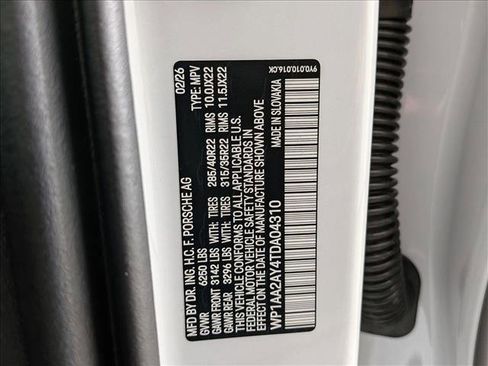 MFD BY DR. ING. H.C. F. PORSCHE AG 02/26
GVWR 6250 LBS TYPE: MPV
GAWR FRONT 3142 LBS WITH: TIRES 285/40R22 RIMS 10.0JX22
GAWR REAR 3296 LBS WITH: TIRES 315/35R22 RIMS 11.5JX22
THIS VEHICLE CONFORMS TO ALL APPLICABLE U.S.
FEDERAL MOTOR VEHICLE SAFETY STANDARDS IN
EFFECT ON THE DATE OF MANUFACTURE SHOWN ABOVE
WP1AA2AY4TDA04310 MADE IN SLOVAKIA
9Y0.010.016.CK